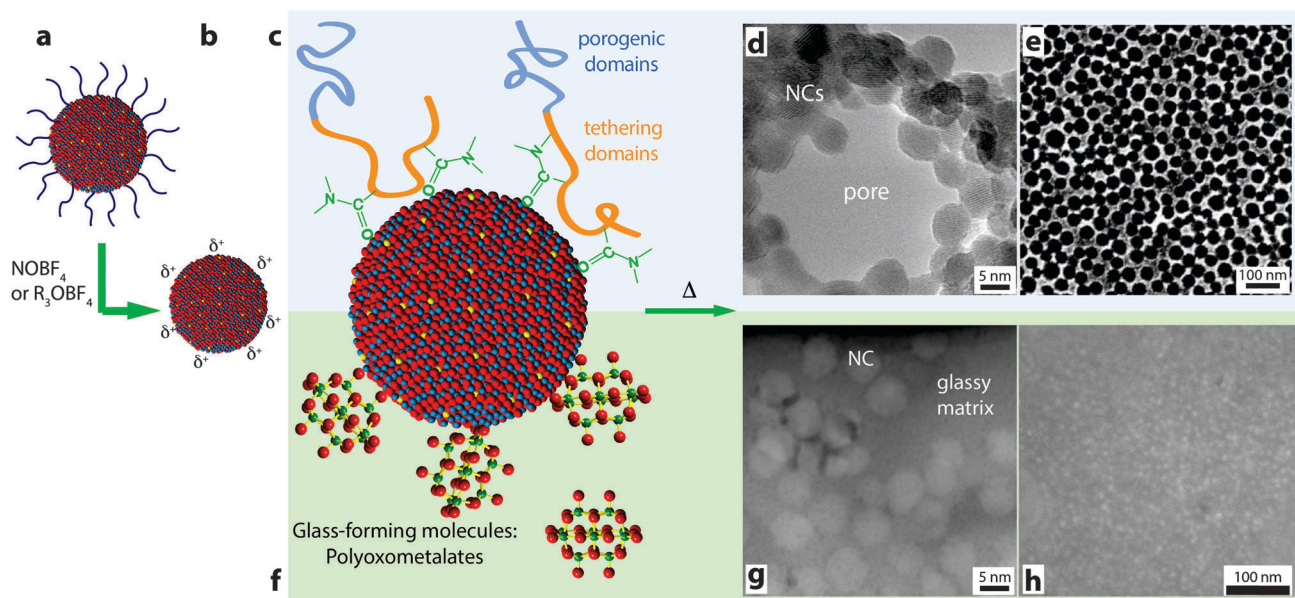 a
b
c
porogenic
domains
tethering
domains
N
C
O
C
N
O
N
C
O
C
N
O
NOBF₄
or R₃OBF₄
δ⁺
δ⁺
δ⁺
δ⁺
δ⁺
δ⁺
δ⁺
Δ
d
NCs
pore
5 nm
e
100 nm
Glass-forming molecules:
Polyoxometalates
f
NC
glassy
matrix
g
5 nm
h
100 nm